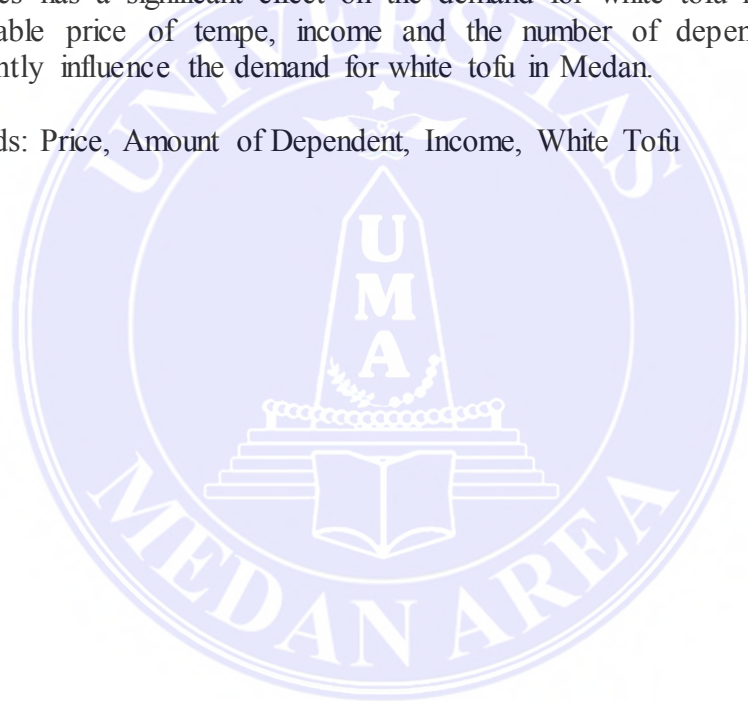 has a significant effect on the demand for white tofu
able price of tempe, income and the number of depen
ntly influence the demand for white tofu in Medan.
ds: Price, Amount of Dependent, Income, White Tofu
UNIVERSITAS
U
M
A
MEDAN AREA